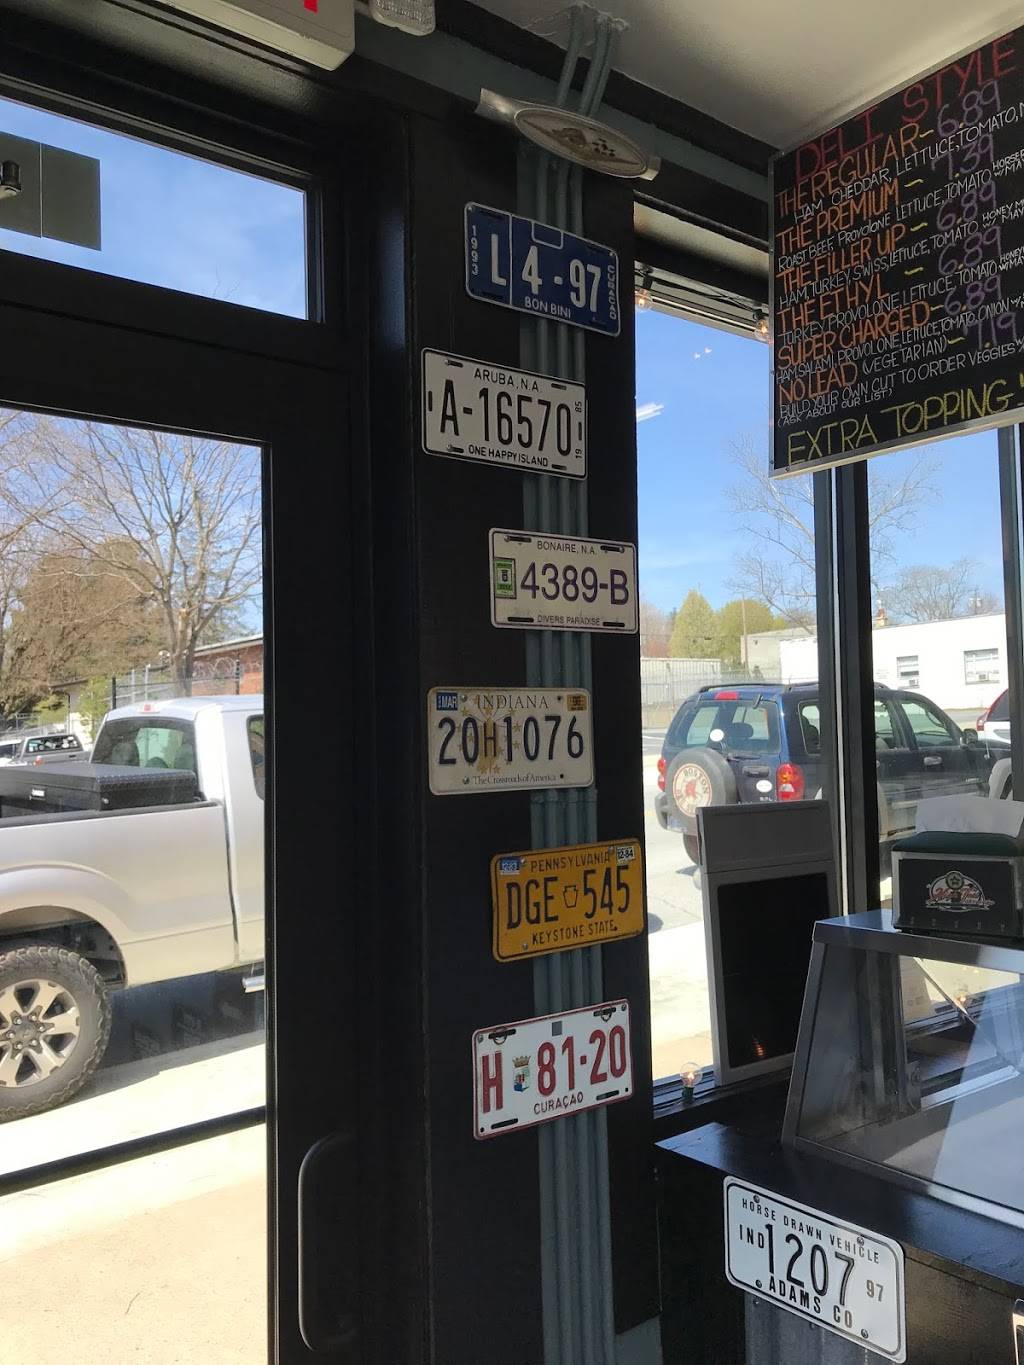 1993
L 4-97
CURAÇAO
BON BINI
ARUBA, N.A.
A-16570
1985
ONE HAPPY ISLAND
BONAIRE, N.A.
4389-B
DIVERS PARADISE
MAR INDIANA
20H1076
The Crossroads of America
PENNSYLVANIA 12-84
DGE 545
KEYSTONE STATE
H 81-20
CURAÇAO
HORSE DRAWN VEHICLE
IND 1207 97
ADAMS CO
DELI STYLE
THE REGULAR~ 6.89
HAM, CHEDDAR, LETTUCE, TOMATO,
THE PREMIUM ~ 7.39
ROAST BEEF, PROVOLONE, LETTUCE, TOMATO
THE FILLER UP ~ 6.89
HAM, TURKEY, SWISS, LETTUCE, TOMATO
THE ETHYL ~ 6.89
TURKEY, PROVOLONE, LETTUCE, TOMATO
SUPER CHARGED~ 6.89
HAM, SALAMI, PROVOLONE, LETTUCE, TOMATO, ONION
NO LEAD (VEGETARIAN)~
BUILD YOUR OWN, CUT TO ORDER VEGGIES
(ASK ABOUT OUR LIST)
EXTRA TOPPING
BOSTON